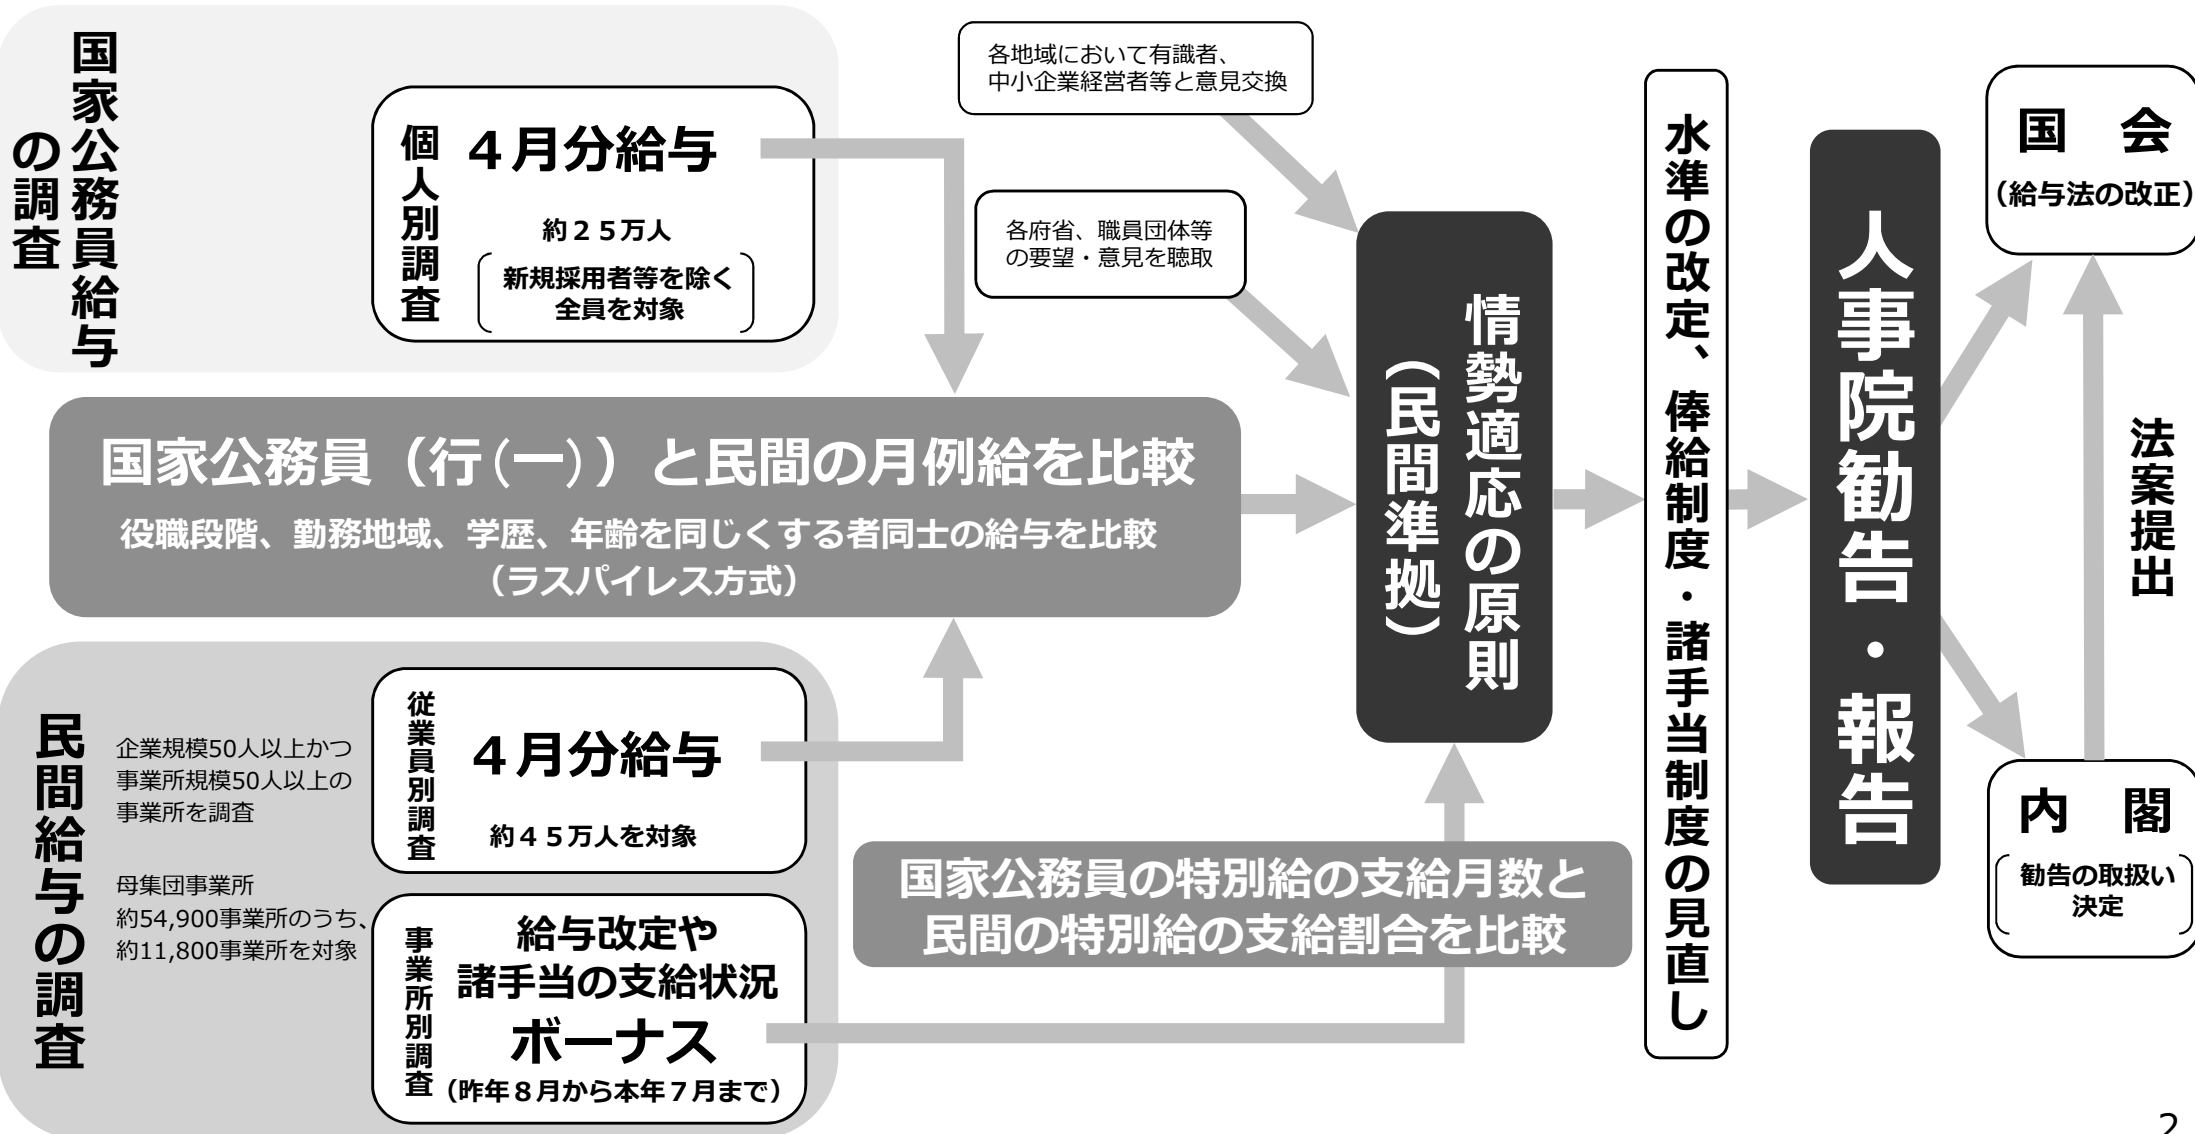 国家公務員給与
の調査
個人別調査
４月分給与
約２５万人
新規採用者等を除く
全員を対象
各地域において有識者、
中小企業経営者等と意見交換
各府省、職員団体等
の要望・意見を聴取
国家公務員（行(一)）と民間の月例給を比較
役職段階、勤務地域、学歴、年齢を同じくする者同士の給与を比較
（ラスパイレス方式）
民間給与の調査
企業規模50人以上かつ
事業所規模50人以上の
事業所を調査
母集団事業所
約54,900事業所のうち、
約11,800事業所を対象
従業員別調査
４月分給与
約４５万人を対象
事業所別調査
給与改定や
諸手当の支給状況
ボーナス
（昨年８月から本年７月まで）
国家公務員の特別給の支給月数と
民間の特別給の支給割合を比較
情勢適応の原則
（民間準拠）
水準の改定、俸給制度・諸手当制度の見直し
人事院勧告・報告
国　会
（給与法の改正）
法案提出
内　閣
勧告の取扱い
決定
2